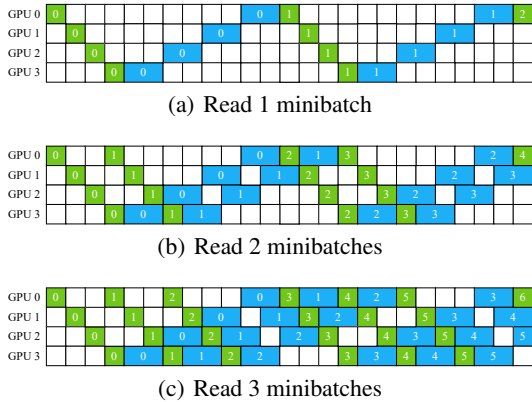 GPU 0 0 0 1 1 2
GPU 1 0 0 1 1
GPU 2 0 0 1 1
GPU 3 0 0 1 1
(a) Read 1 minibatch
GPU 0 0 1 0 2 1 3 2 4
GPU 1 0 1 0 1 2 3 2 3
GPU 2 0 1 0 1 2 3 2 3
GPU 3 0 0 1 1 2 2 3 3
(b) Read 2 minibatches
GPU 0 0 1 2 0 3 1 4 2 5 3 6
GPU 1 0 1 2 0 1 3 2 4 5 3 4
GPU 2 0 1 0 2 1 2 3 4 3 5 4 5
GPU 3 0 0 1 1 2 2 3 3 4 4 5 5
(c) Read 3 minibatches